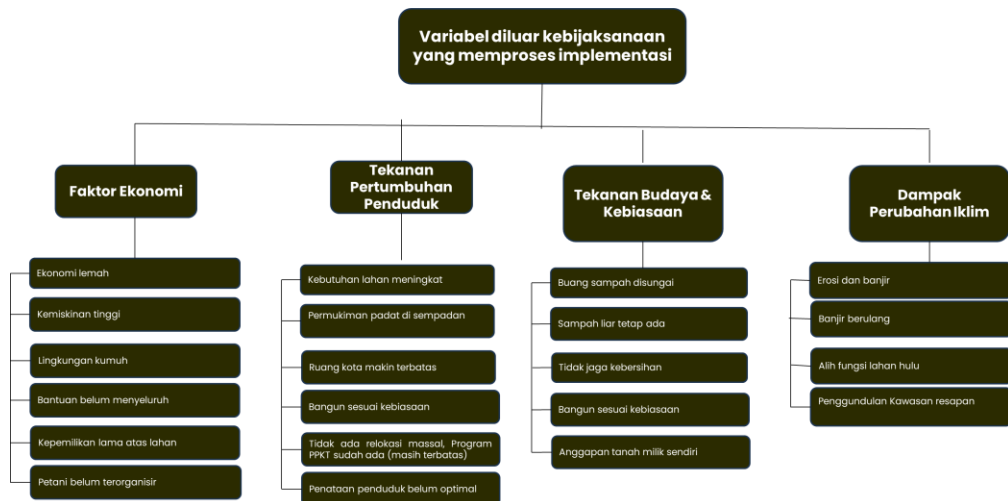 Variabel diluar kebijaksanaan
yang memproses implementasi
Faktor Ekonomi
Ekonomi lemah
Kemiskinan tinggi
Lingkungan kumuh
Bantuan belum menyeluruh
Kepemilikan lama atas lahan
Petani belum terorganisir
Tekanan
Pertumbuhan
Penduduk
Kebutuhan lahan meningkat
Permukiman padat di sempadan
Ruang kota makin terbatas
Bangun sesuai kebiasaan
Tidak ada relokasi massal, Program
PPKT sudah ada (masih terbatas)
Penataan penduduk belum optimal
Tekanan Budaya &
Kebiasaan
Buang sampah disungai
Sampah liar tetap ada
Tidak jaga kebersihan
Bangun sesuai kebiasaan
Anggapan tanah milik sendiri
Dampak
Perubahan Iklim
Erosi dan banjir
Banjir berulang
Alih fungsi lahan hulu
Penggundulan Kawasan resapan